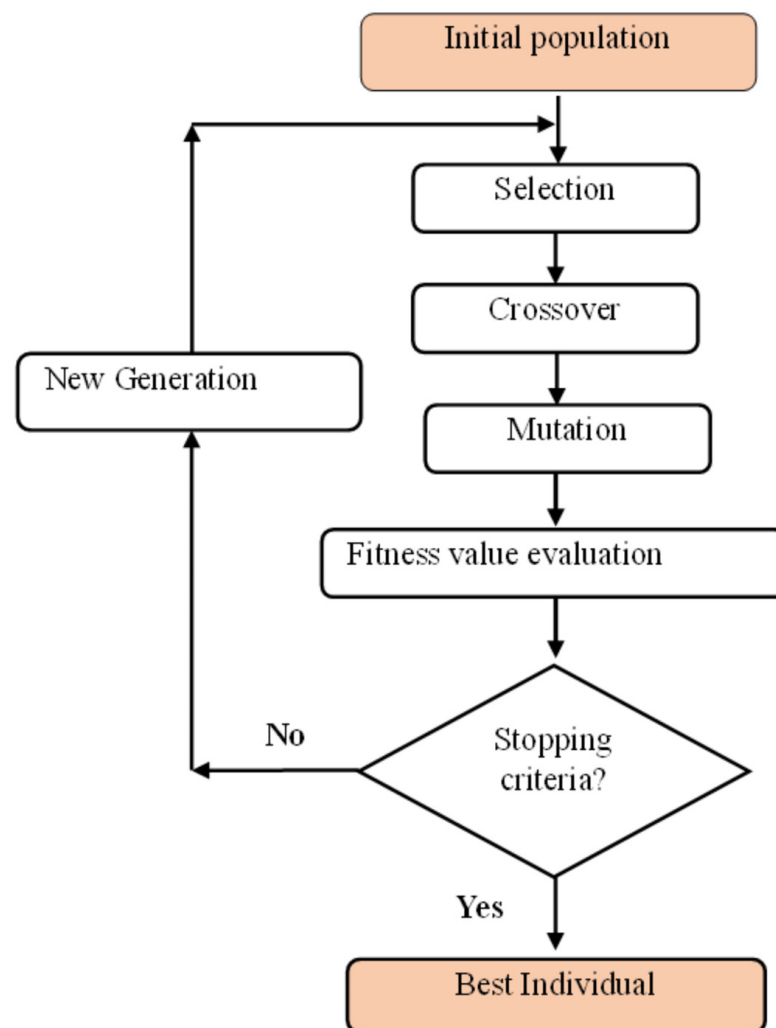 Initial population
Selection
Crossover
New Generation
Mutation
Fitness value evaluation
No
Stopping
criteria?
Yes
Best Individual